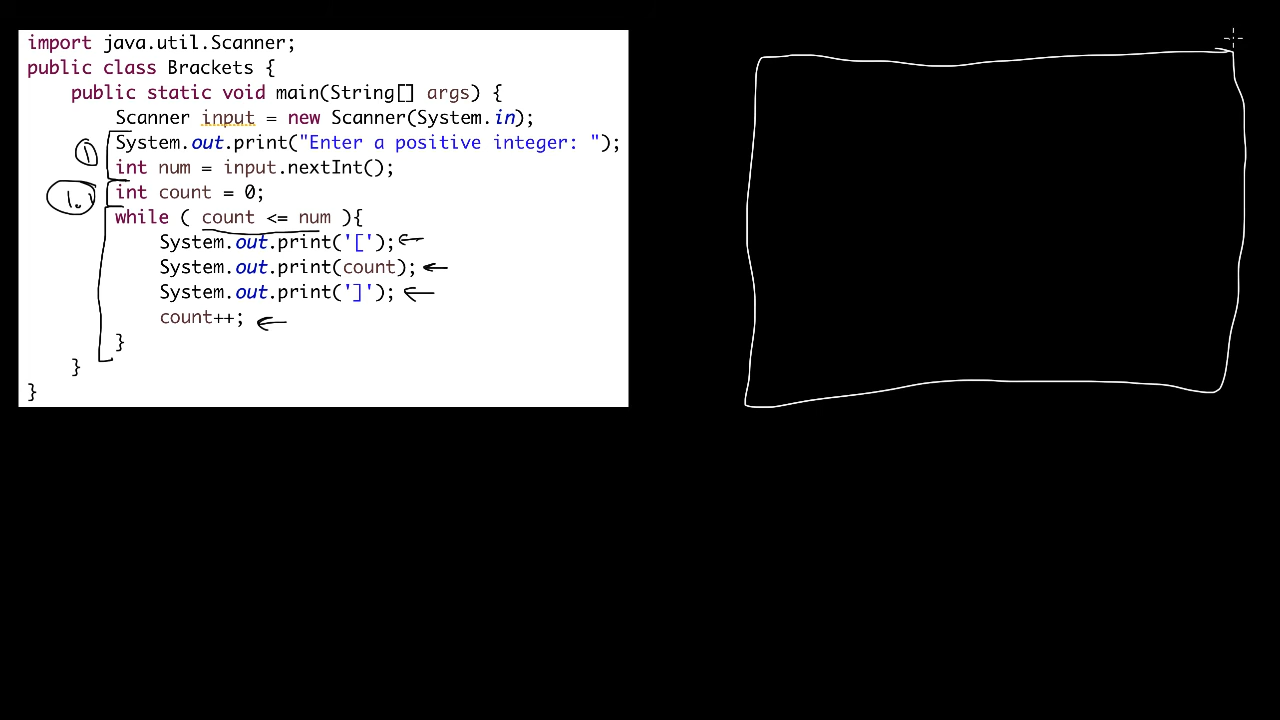 import java.util.Scanner;
public class Brackets {
public static void main(String[] args) {
Scanner input = new Scanner(System.in);
1 System.out.print("Enter a positive integer: ");
int num = input.nextInt();
int count = 0;
while ( count <= num ){
System.out.print('[');
System.out.print(count);
System.out.print(']');
count++;
}
}
}